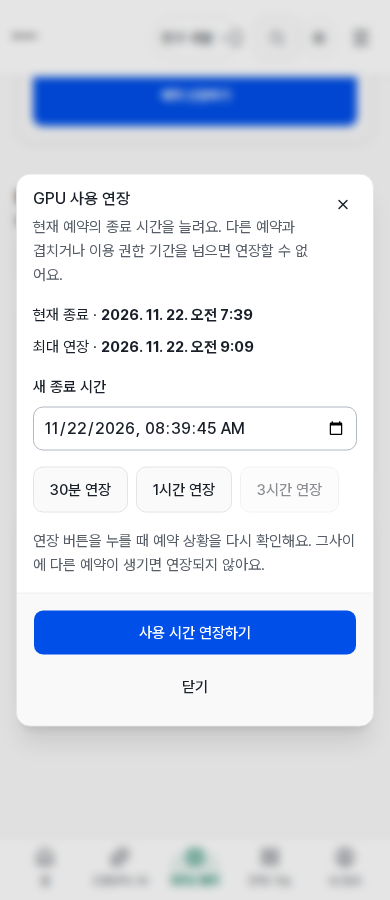 GPU 사용 연장
현재 예약의 종료 시간을 늘려요. 다른 예약과
겹치거나 이용 권한 기간을 넘으면 연장할 수 없
어요.
현재 종료 · 2026. 11. 22. 오전 7:39
최대 연장 · 2026. 11. 22. 오전 9:09
새 종료 시간
11/22/2026, 08:39:45 AM
30분 연장 1시간 연장 3시간 연장
연장 버튼을 누를 때 예약 상황을 다시 확인해요. 그사이
에 다른 예약이 생기면 연장되지 않아요.
사용 시간 연장하기
닫기